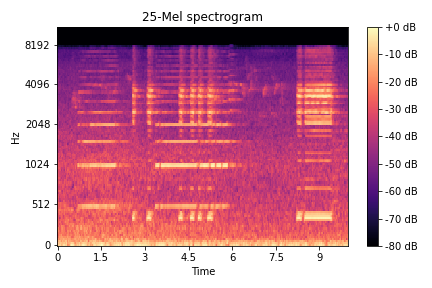 25-Mel spectrogram
Hz
8192
4096
2048
1024
512
0
0 1.5 3 4.5 6 7.5 9
Time
+0 dB
-10 dB
-20 dB
-30 dB
-40 dB
-50 dB
-60 dB
-70 dB
-80 dB